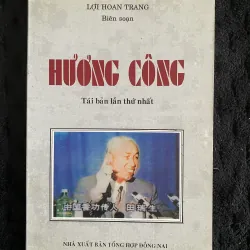 LỢI HOAN TRANG
Biên soạn
HƯƠNG CÔNG
Tái bản lần thứ nhất
中国香功传人 田瑞生
NHÀ XUẤT BẢN TỔNG HỢP ĐỒNG NAI